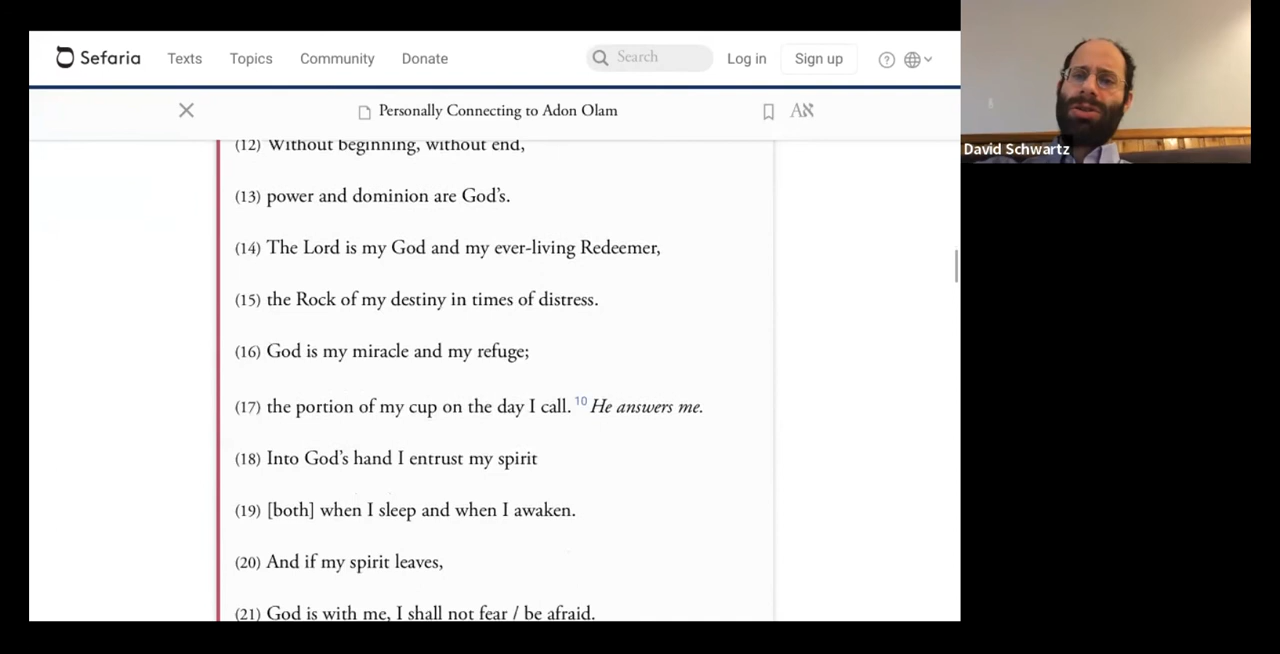 Sefaria Texts Topics Community Donate Search Log in Sign up
Personally Connecting to Adon Olam Aא
(12) Without beginning, without end,
(13) power and dominion are God’s.
(14) The Lord is my God and my ever-living Redeemer,
(15) the Rock of my destiny in times of distress.
(16) God is my miracle and my refuge;
(17) the portion of my cup on the day I call. 10 He answers me.
(18) Into God’s hand I entrust my spirit
(19) [both] when I sleep and when I awaken.
(20) And if my spirit leaves,
(21) God is with me, I shall not fear / be afraid.
David Schwartz